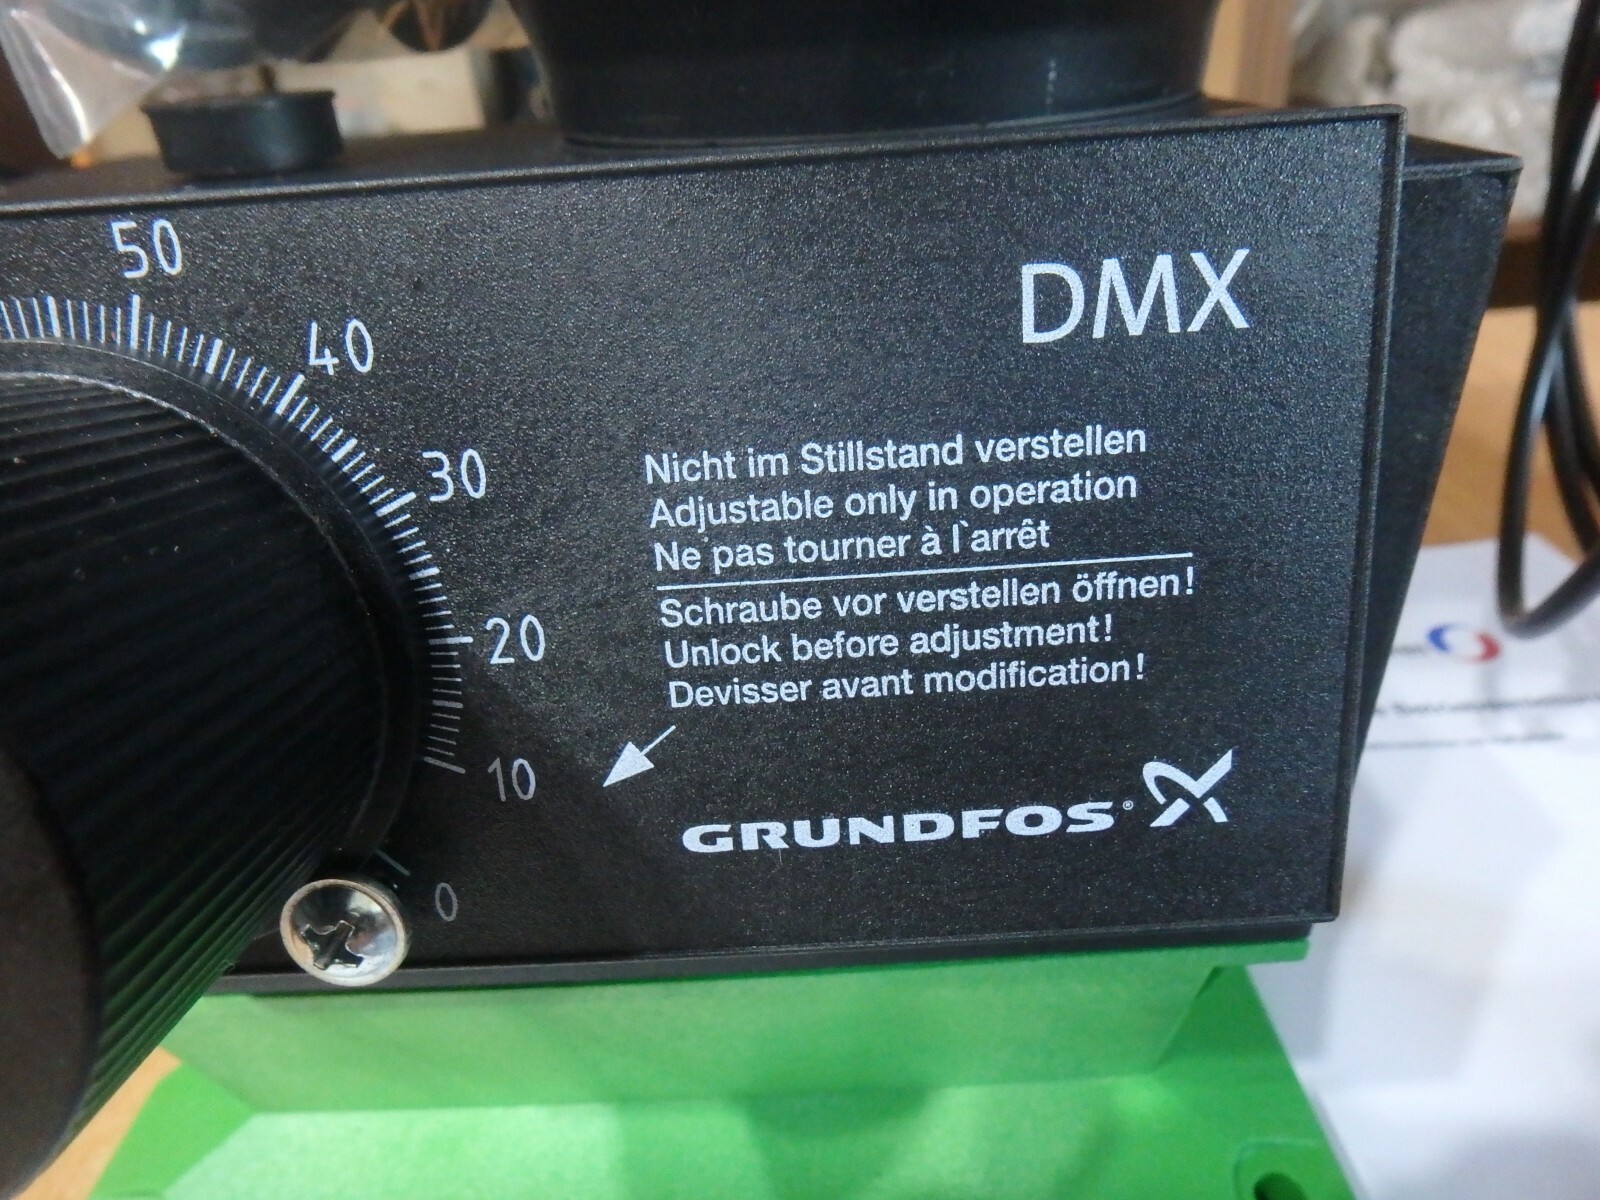 50
40
DMX
30
Nicht im Stillstand verstellen
Adjustable only in operation
Ne pas tourner à l`arrêt
Schraube vor verstellen öffnen!
20
Unlock before adjustment!
Devisser avant modification!
10
GRUNDFOS®
0